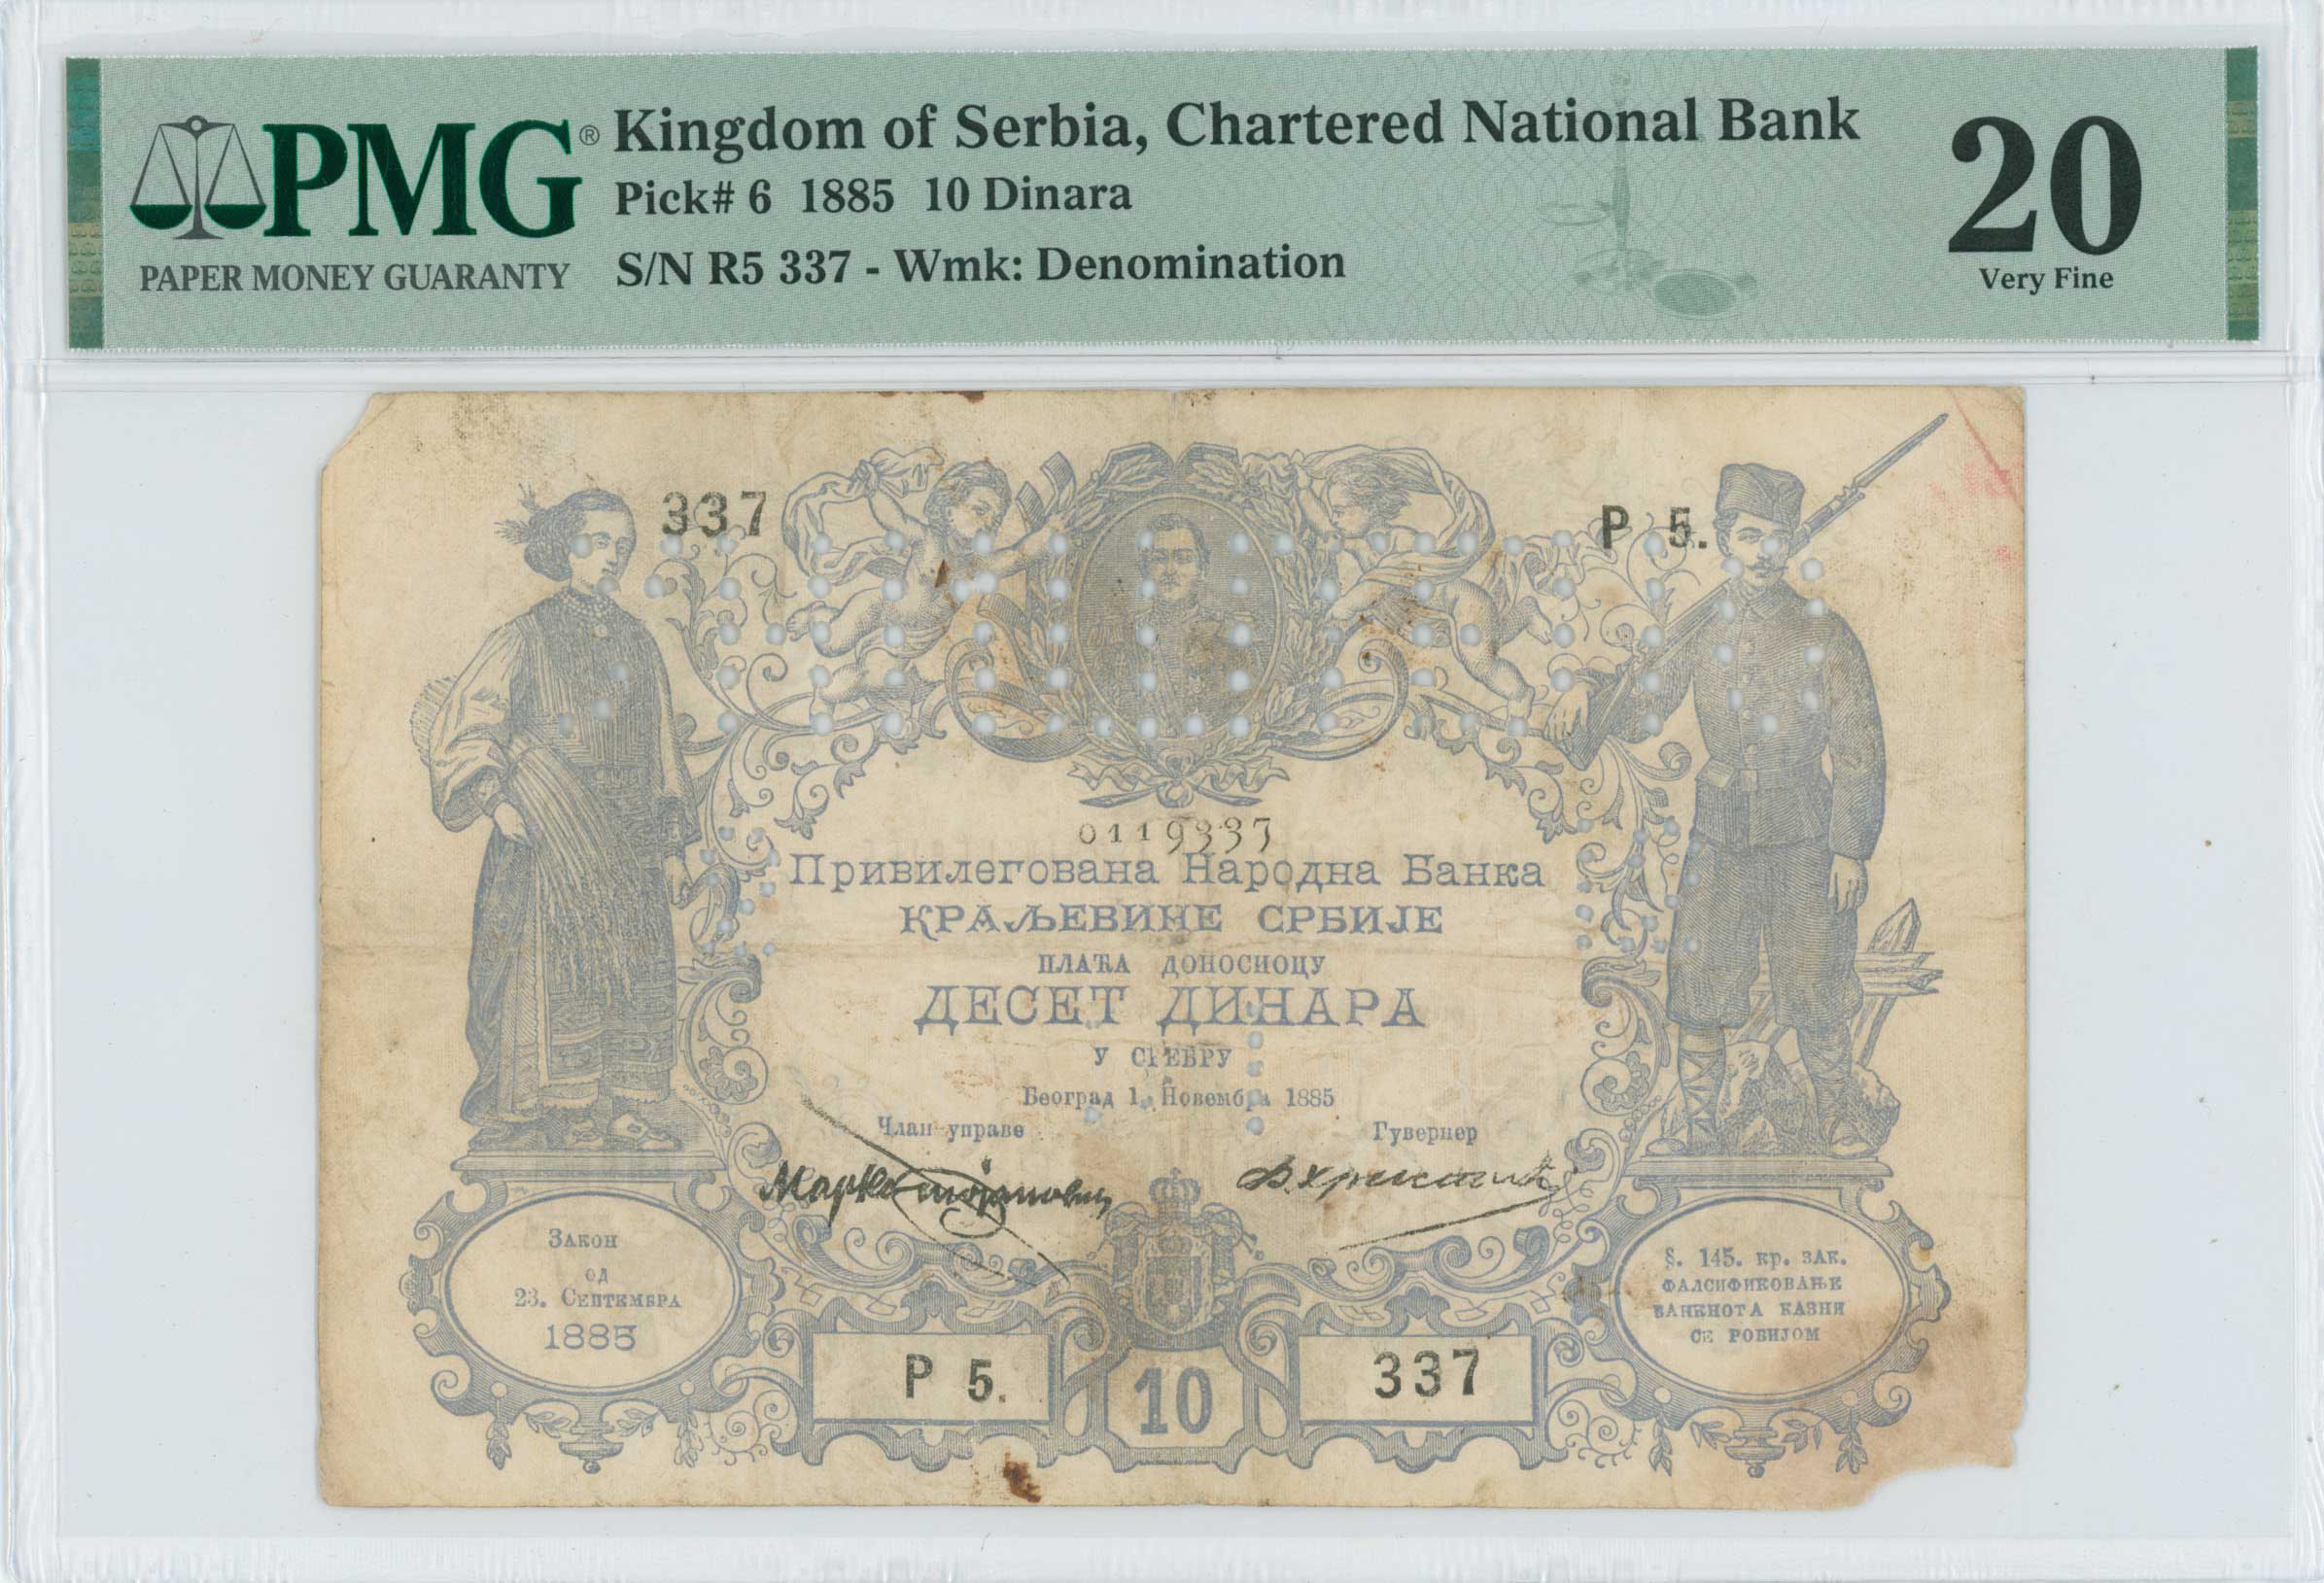 PMG®
PAPER MONEY GUARANTY
Kingdom of Serbia, Chartered National Bank
Pick# 6 1885 10 Dinara
S/N R5 337 - Wmk: Denomination
20
Very Fine
337
Р 5.
0119337
Привилегована Народна Банка
КРАЉЕВИНЕ СРБИЈЕ
ПЛАЋА ДОНОСИОЦУ
ДЕСЕТ ДИНАРА
У СРЕБРУ
Београд 1. Новембра 1885
Члан управе
Гувернер
Закон
од
23. Септембра
1885
§. 145. кр. зак.
фалсификовање
банкнота казни
се робијом
Р 5.
10
337